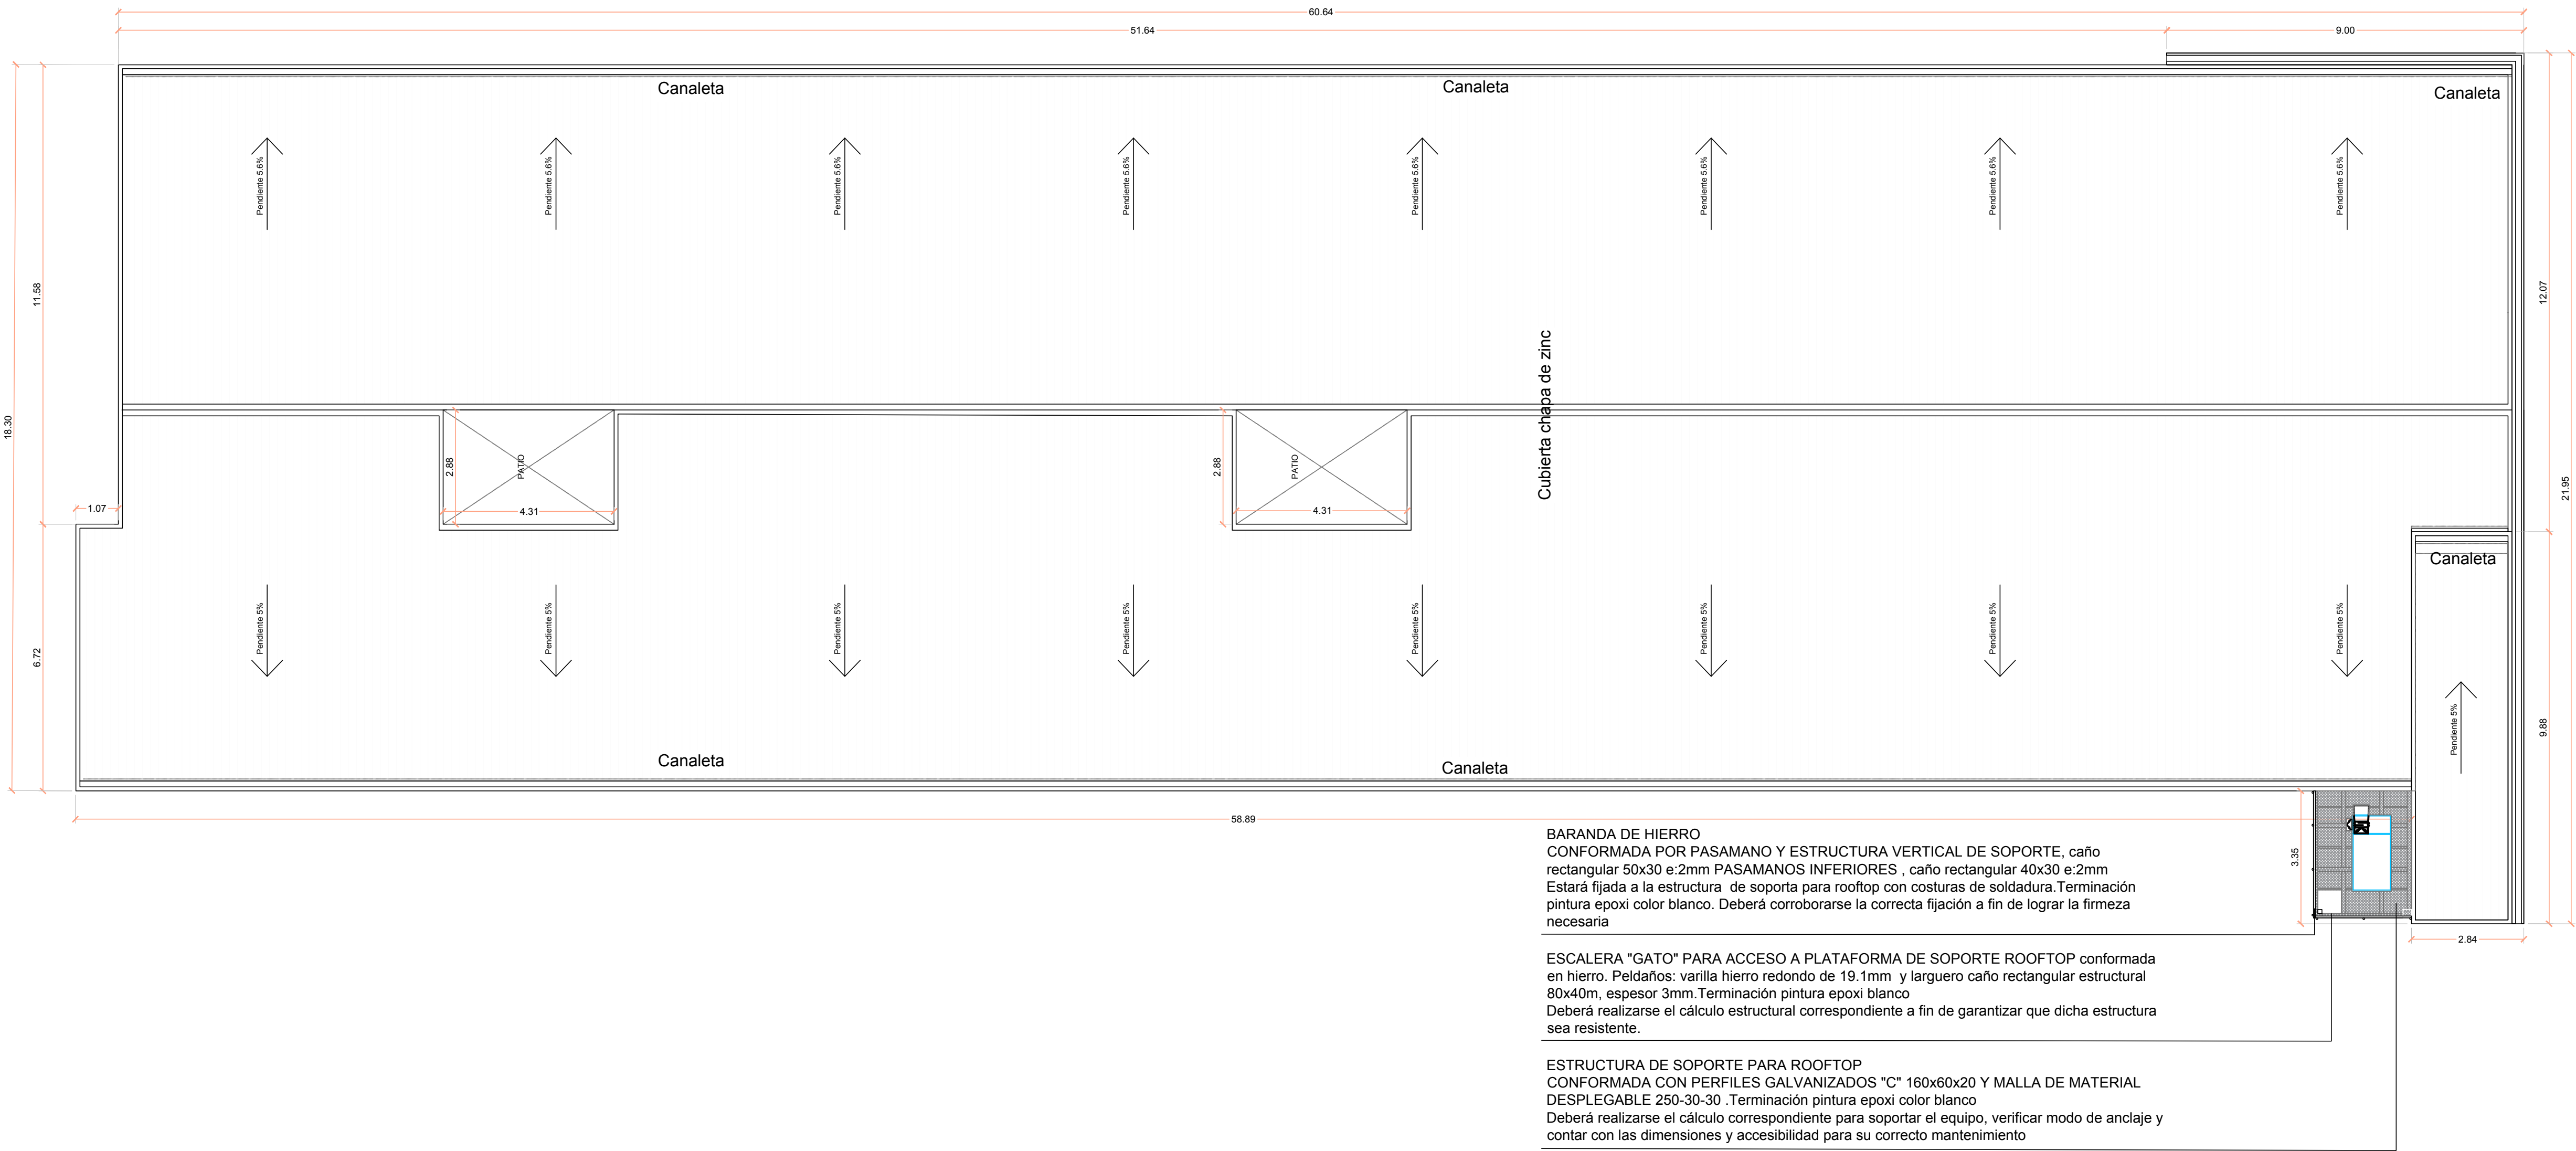 60.64
51.64
9.00
Canaleta
Canaleta
Canaleta
Pendiente 5.6%
Pendiente 5.6%
Pendiente 5.6%
Pendiente 5.6%
Pendiente 5.6%
Pendiente 5.6%
Pendiente 5.6%
Pendiente 5.6%
11.58
12.07
18.30
Cubierta chapa de zinc
2.88
PATIO
4.31
2.88
PATIO
4.31
21.95
1.07
Canaleta
Pendiente 5%
Pendiente 5%
Pendiente 5%
Pendiente 5%
Pendiente 5%
Pendiente 5%
Pendiente 5%
Pendiente 5%
6.72
Pendiente 5%
9.88
Canaleta
Canaleta
58.89
3.35
2.84
BARANDA DE HIERRO
CONFORMADA POR PASAMANO Y ESTRUCTURA VERTICAL DE SOPORTE, caño
rectangular 50x30 e:2mm PASAMANOS INFERIORES , caño rectangular 40x30 e:2mm
Estará fijada a la estructura de soporta para rooftop con costuras de soldadura.Terminación
pintura epoxi color blanco. Deberá corroborarse la correcta fijación a fin de lograr la firmeza
necesaria
ESCALERA "GATO" PARA ACCESO A PLATAFORMA DE SOPORTE ROOFTOP conformada
en hierro. Peldaños: varilla hierro redondo de 19.1mm y larguero caño rectangular estructural
80x40m, espesor 3mm.Terminación pintura epoxi blanco
Deberá realizarse el cálculo estructural correspondiente a fin de garantizar que dicha estructura
sea resistente.
ESTRUCTURA DE SOPORTE PARA ROOFTOP
CONFORMADA CON PERFILES GALVANIZADOS "C" 160x60x20 Y MALLA DE MATERIAL
DESPLEGABLE 250-30-30 .Terminación pintura epoxi color blanco
Deberá realizarse el cálculo correspondiente para soportar el equipo, verificar modo de anclaje y
contar con las dimensiones y accesibilidad para su correcto mantenimiento